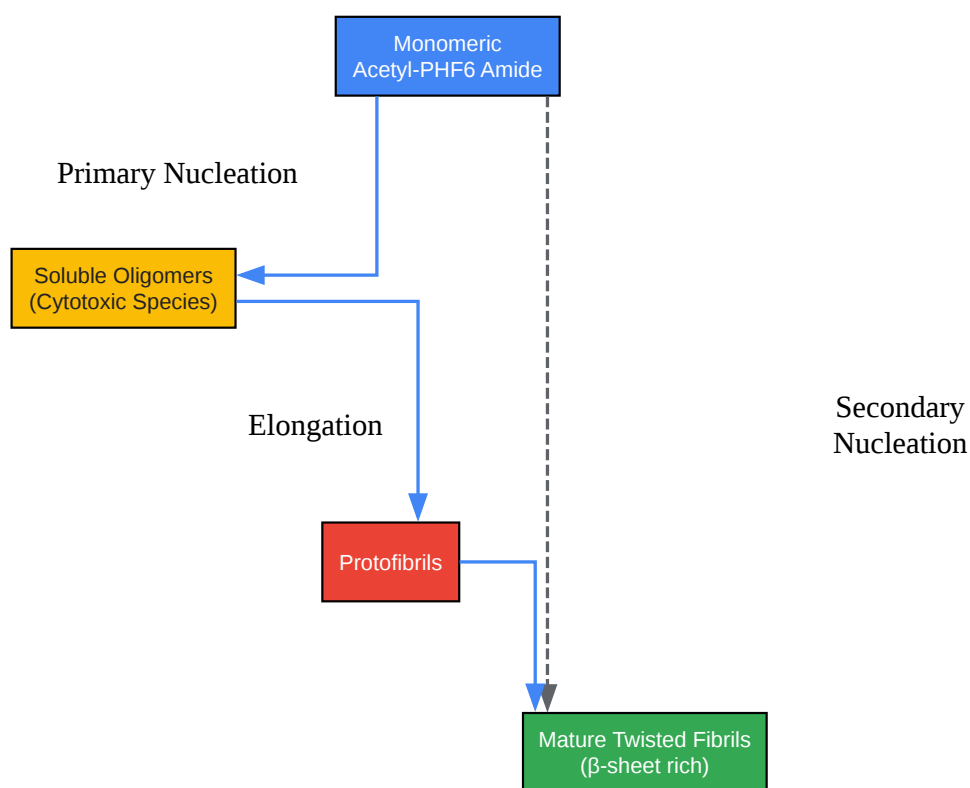 Monomeric
Acetyl-PHF6 Amide
Primary Nucleation
Soluble Oligomers
(Cytotoxic Species)
Elongation
Secondary
Nucleation
Protofibrils
Mature Twisted Fibrils
(β-sheet rich)